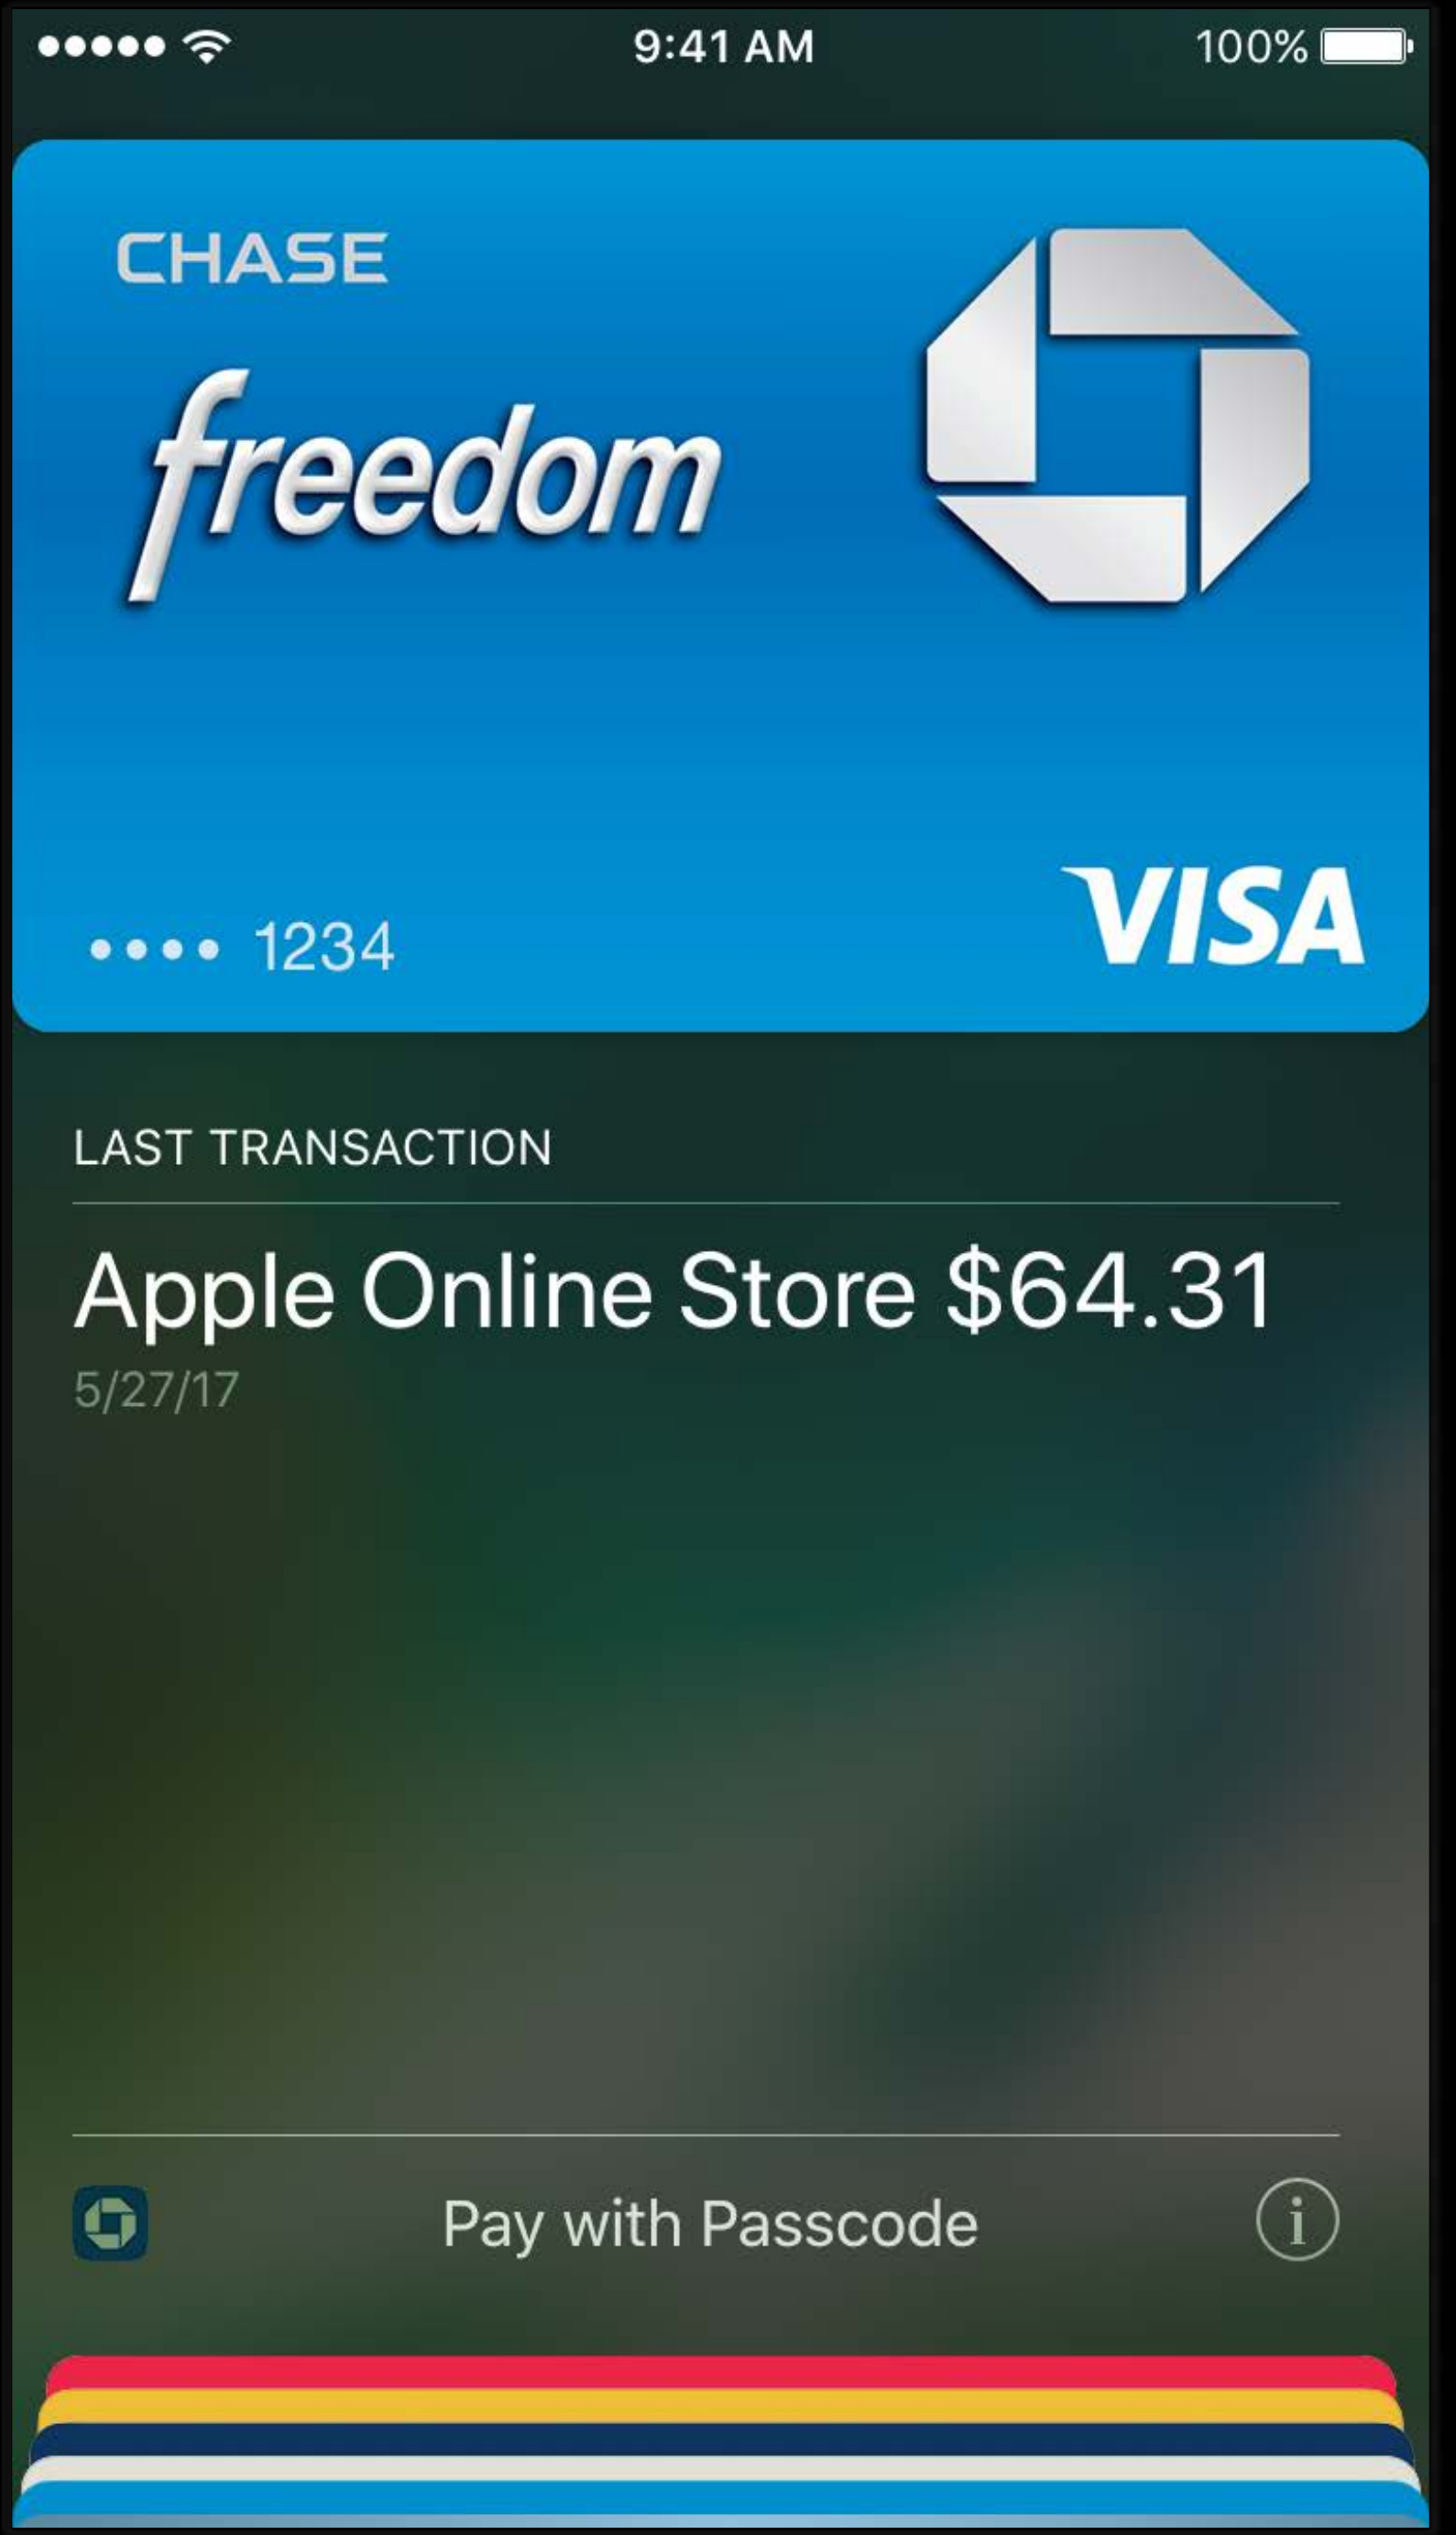 9:41 AM 100%
CHASE
freedom
•••• 1234
VISA
LAST TRANSACTION
Apple Online Store $64.31
5/27/17
Pay with Passcode
i